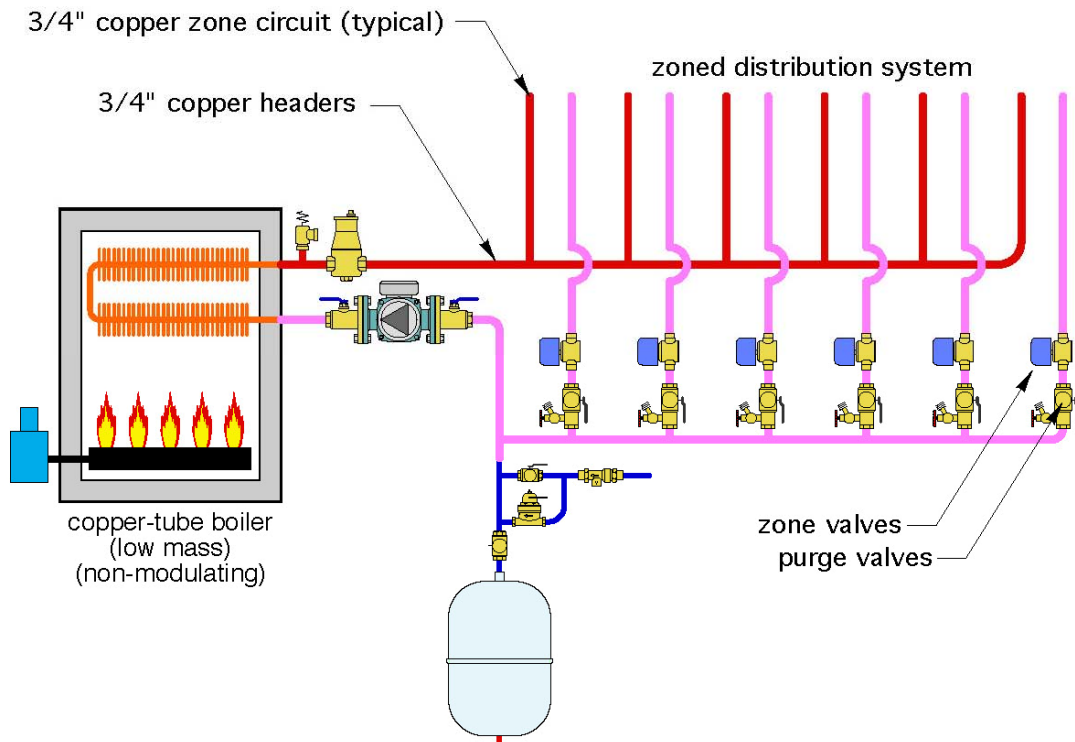 3/4" copper zone circuit (typical)
zoned distribution system
3/4" copper headers
copper-tube boiler
(low mass)
(non-modulating)
zone valves
purge valves